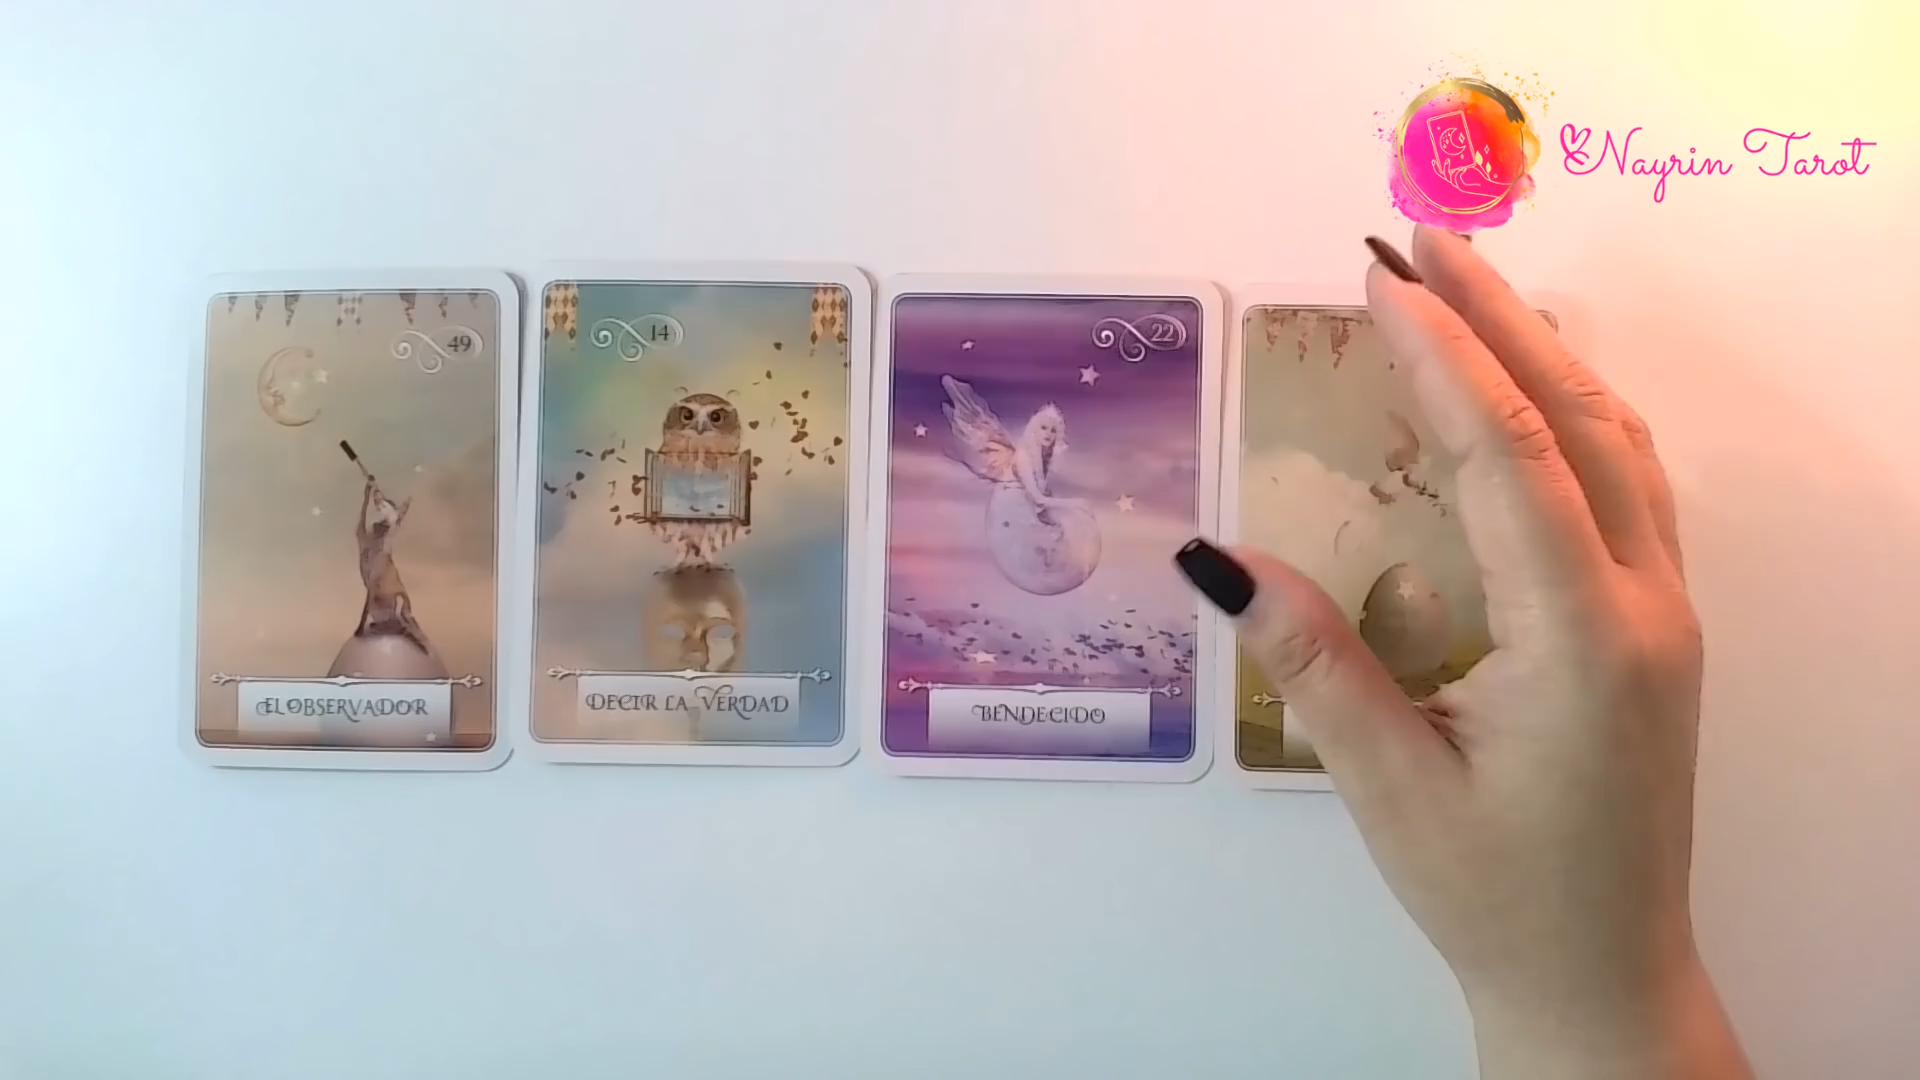 Nayrin Tarot
49
14
22
EL OBSERVADOR
DECIR LA VERDAD
BENDECIDO